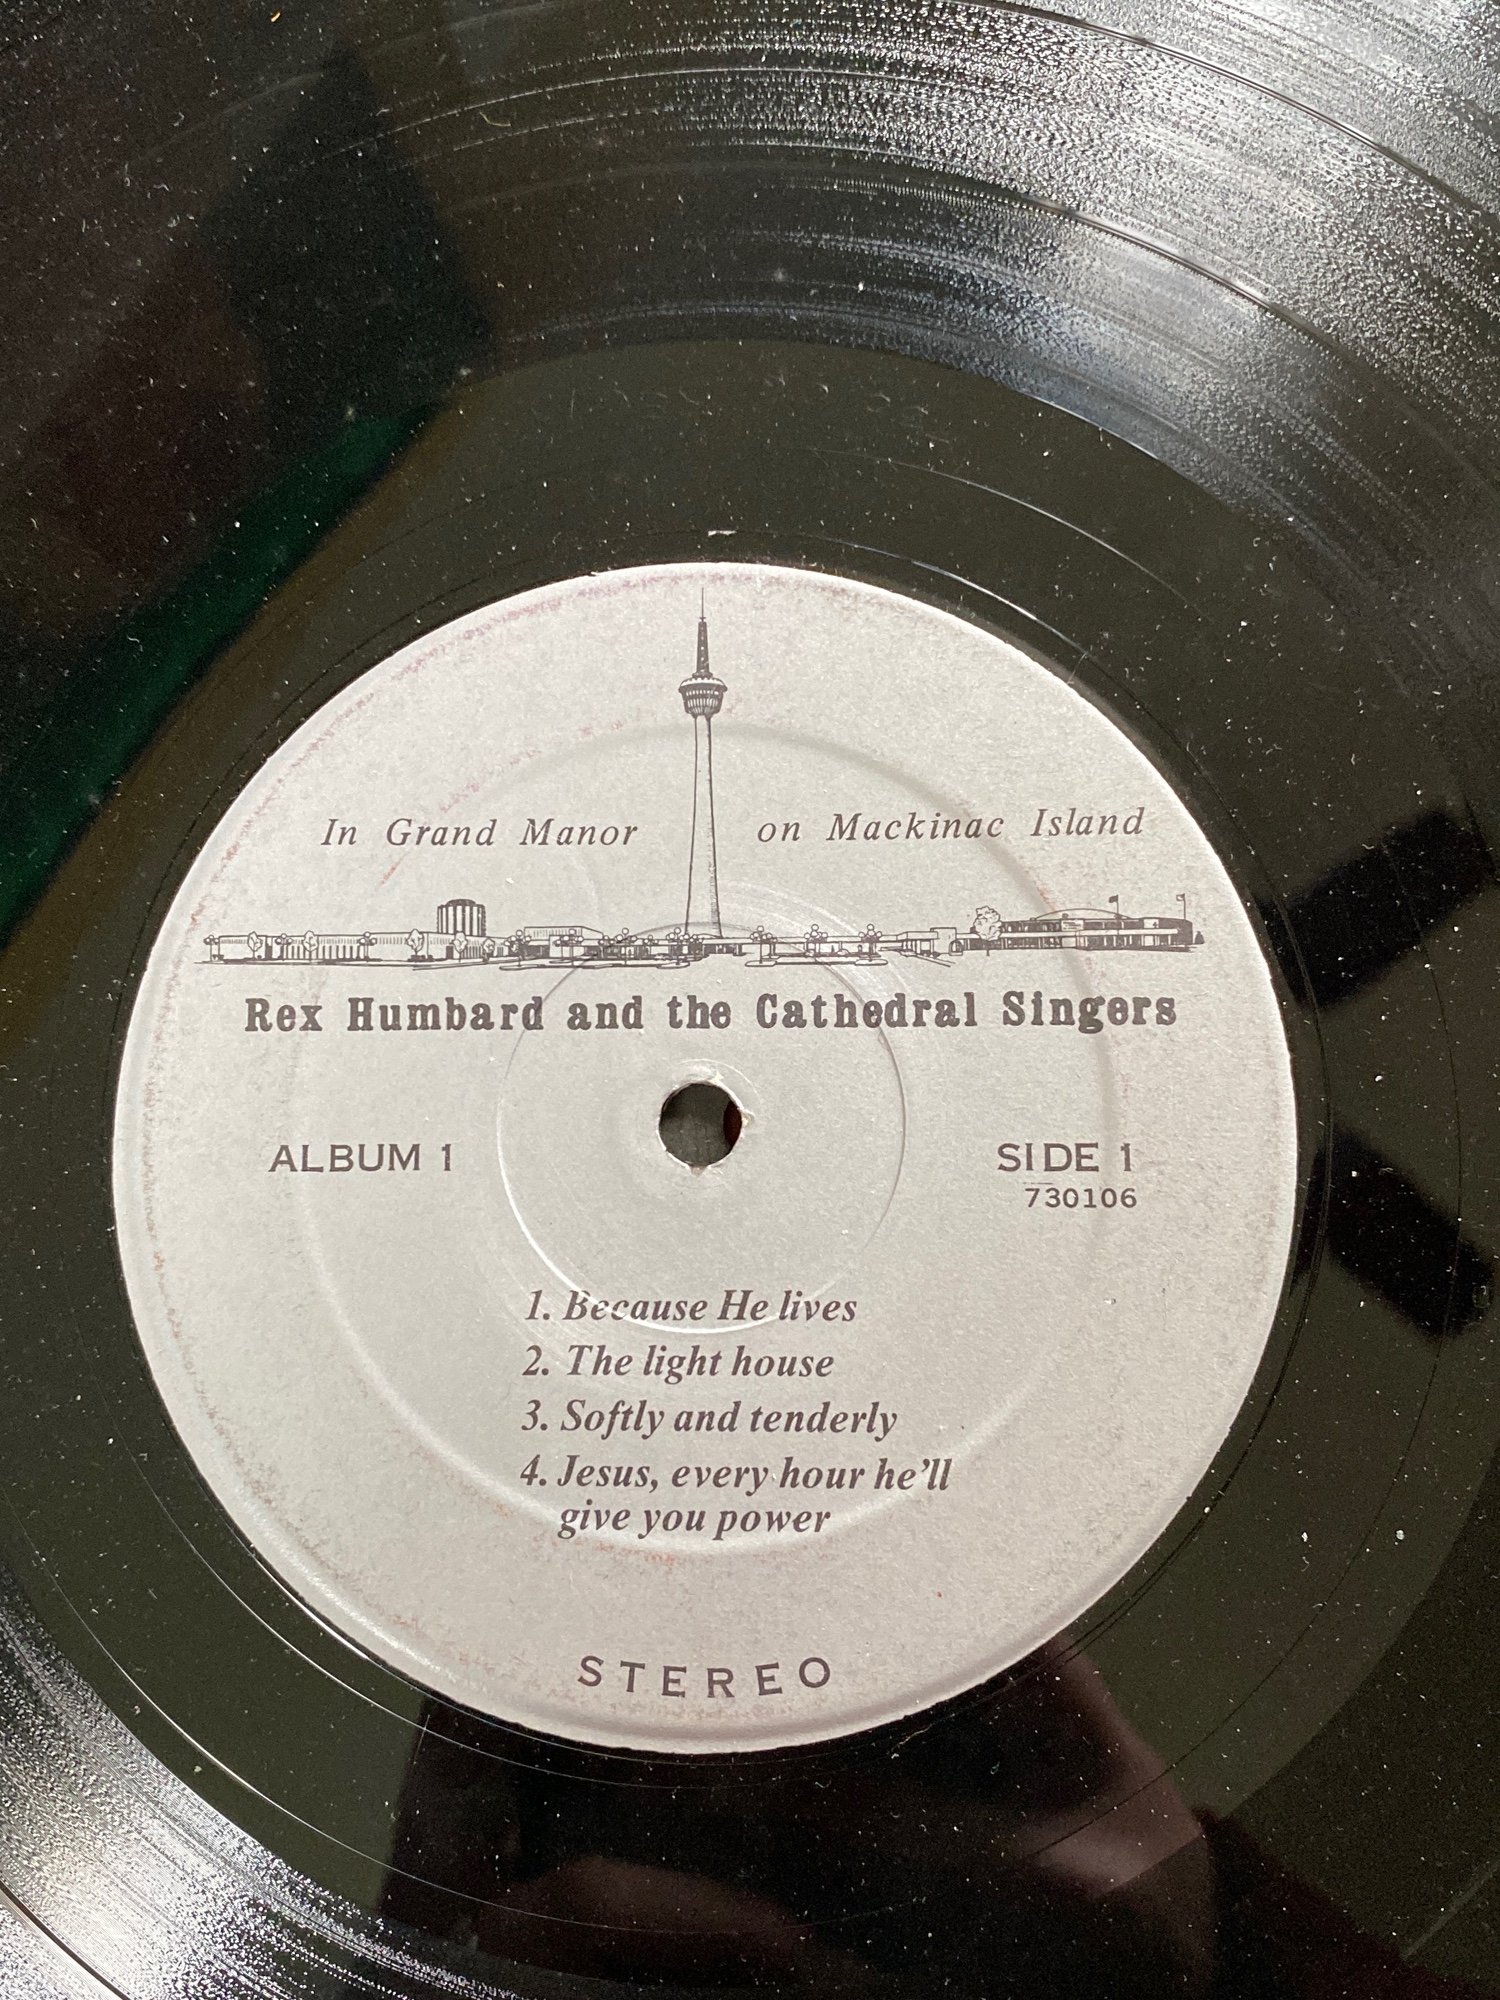 In Grand Manor on Mackinac Island
Rex Humbard and the Cathedral Singers
ALBUM 1 SIDE 1
730106
1. Because He lives
2. The light house
3. Softly and tenderly
4. Jesus, every hour he'll
give you power
STEREO